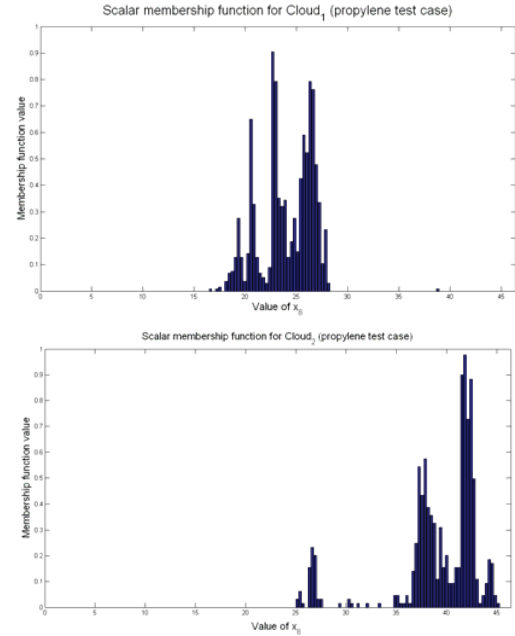 Scalar membership function for Cloud1 (propylene test case)
Membership function value
1
0.9
0.8
0.7
0.6
0.5
0.4
0.3
0.2
0.1
0
0 5 10 15 20 25 30 35 40 45
Value of x8
Scalar membership function for Cloud2 (propylene test case)
Membership function value
1
0.9
0.8
0.7
0.6
0.5
0.4
0.3
0.2
0.1
0
0 5 10 15 20 25 30 35 40 45
Value of x8